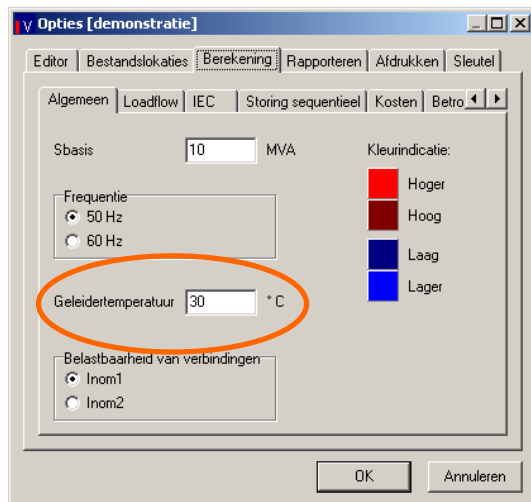 V Opties [demonstratie]
Editor Bestandslokaties Berekening Rapporteren Afdrukken Sleutel
Algemeen Loadflow IEC Storing sequentieel Kosten Betro
Sbasis 10 MVA Kleurindicatie:
Hoger
Frequentie
50 Hz Hoog
60 Hz
Laag
Geleidertemperatuur 30 °C Lager
Belastbaarheid van verbindingen
Inom1
Inom2
OK Annuleren